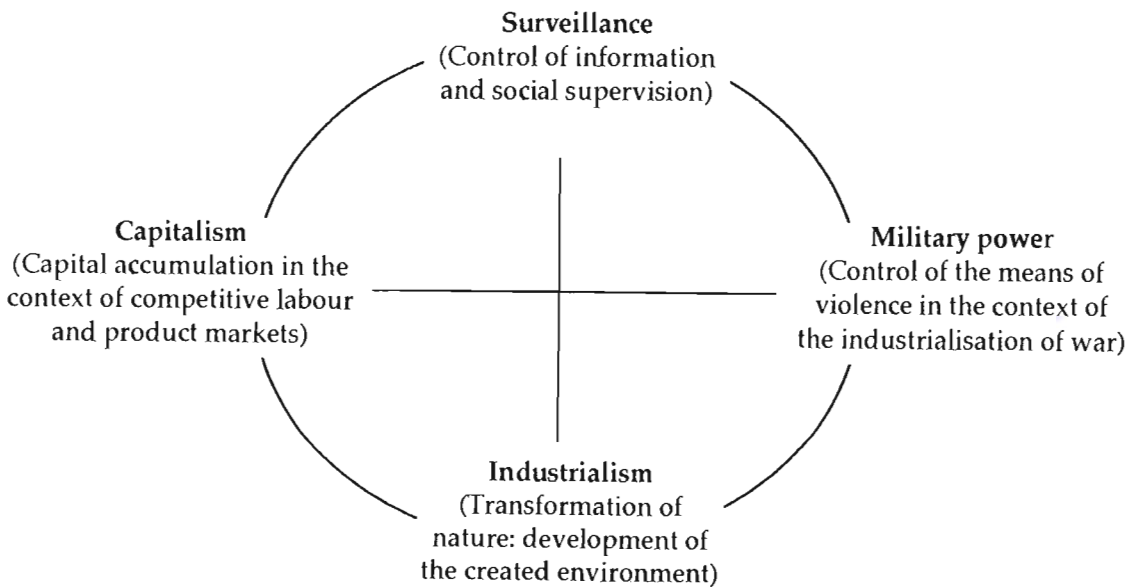 Surveillance
(Control of information
and social supervision)
Capitalism
(Capital accumulation in the
context of competitive labour
and product markets)
Military power
(Control of the means of
violence in the context of
the industrialisation of war)
Industrialism
(Transformation of
nature: development of
the created environment)